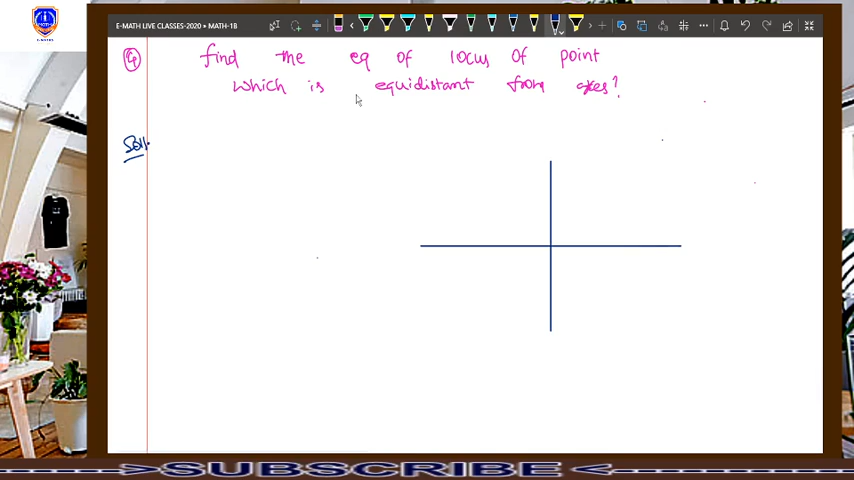 E-MATH LIVE CLASSES-2020 » MATH-18
Q find the eq of locus of point
which is equidistant from axes?
Sol:
-->SUBSCRIBE<--